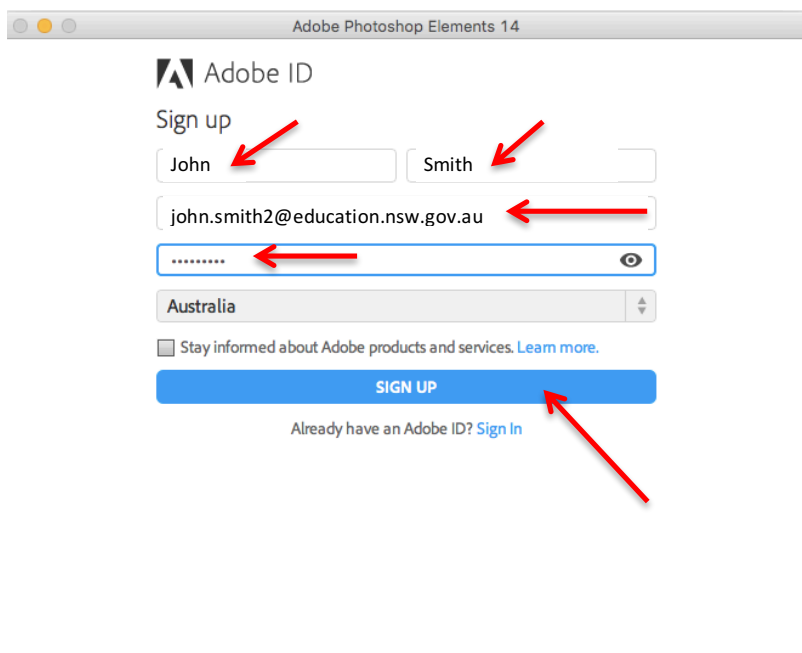 Adobe Photoshop Elements 14
Adobe ID
Sign up
John Smith
john.smith2@education.nsw.gov.au
•••••••••
Australia
Stay informed about Adobe products and services. Learn more.
SIGN UP
Already have an Adobe ID? Sign In